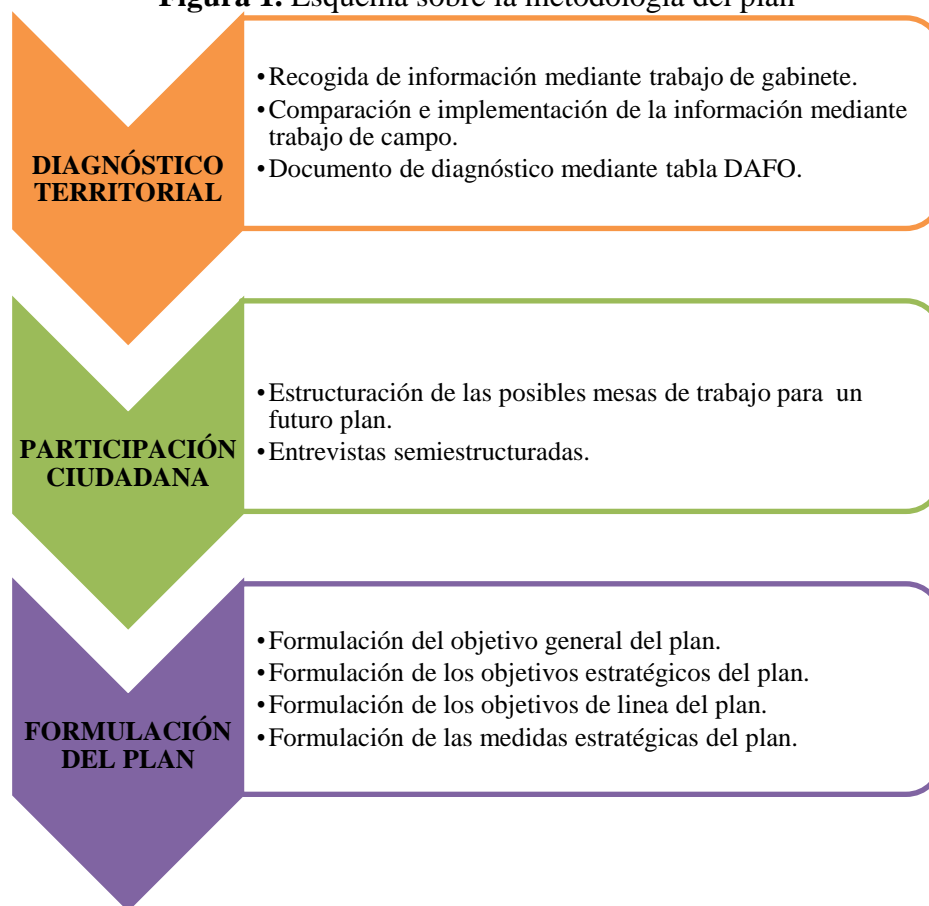 Figura 1. Esquema sobre la metodología del plan
DIAGNÓSTICO
TERRITORIAL
•Recogida de información mediante trabajo de gabinete.
•Comparación e implementación de la información mediante
trabajo de campo.
•Documento de diagnóstico mediante tabla DAFO.
PARTICIPACIÓN
CIUDADANA
•Estructuración de las posibles mesas de trabajo para un
futuro plan.
•Entrevistas semiestructuradas.
FORMULACIÓN
DEL PLAN
•Formulación del objetivo general del plan.
•Formulación de los objetivos estratégicos del plan.
•Formulación de los objetivos de linea del plan.
•Formulación de las medidas estratégicas del plan.